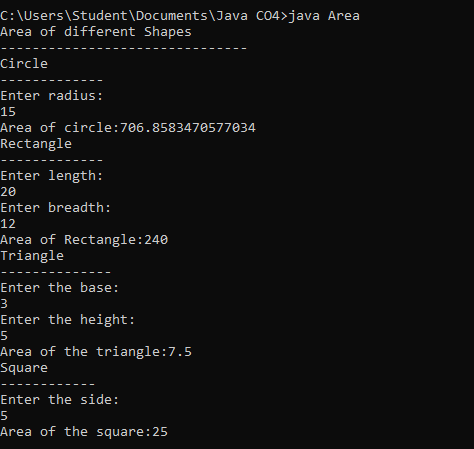 C:\Users\Student\Documents\Java CO4>java Area
Area of different Shapes
-------------------------------
Circle
-------------
Enter radius:
15
Area of circle:706.8583470577034
Rectangle
-------------
Enter length:
20
Enter breadth:
12
Area of Rectangle:240
Triangle
--------------
Enter the base:
3
Enter the height:
5
Area of the triangle:7.5
Square
------------
Enter the side:
5
Area of the square:25